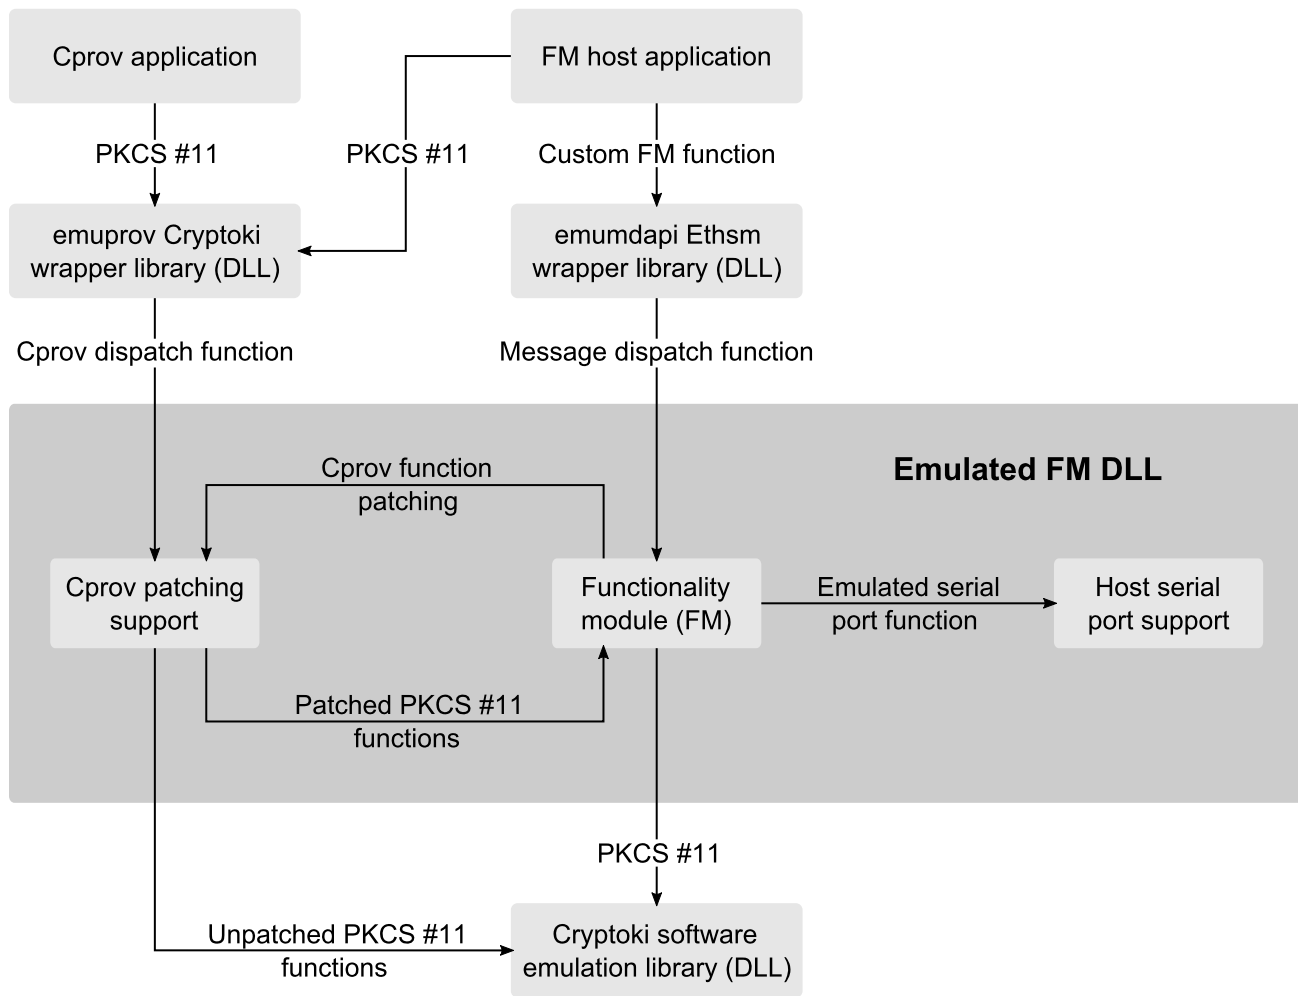 Cprov application
FM host application
PKCS #11
PKCS #11
Custom FM function
emuprov Cryptoki
wrapper library (DLL)
emumdapi Ethsm
wrapper library (DLL)
Cprov dispatch function
Message dispatch function
Emulated FM DLL
Cprov function
patching
Cprov patching
support
Functionality
module (FM)
Emulated serial
port function
Host serial
port support
Patched PKCS #11
functions
PKCS #11
Unpatched PKCS #11
functions
Cryptoki software
emulation library (DLL)